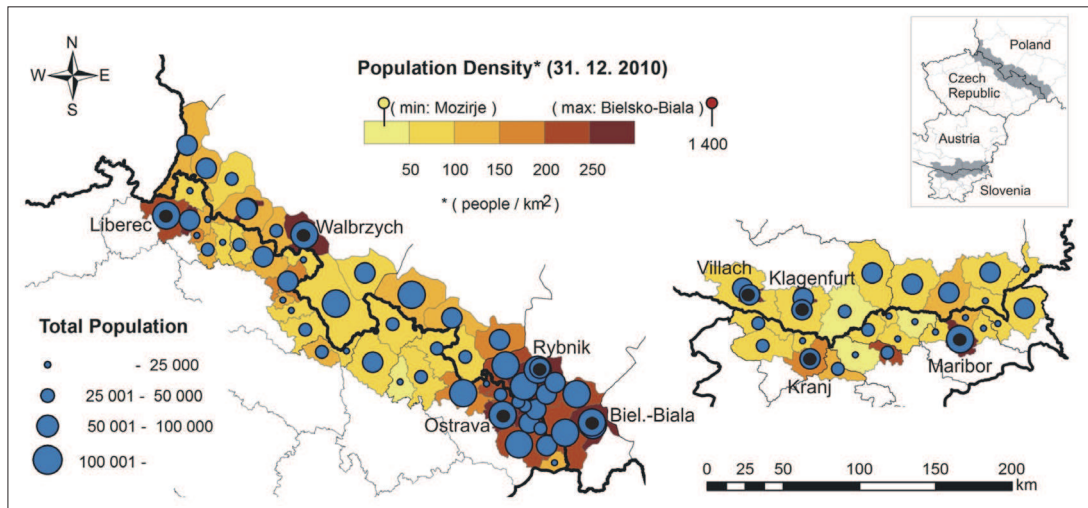 N
W E
S
Population Density* (31. 12. 2010)
( min: Mozirje ) ( max: Bielsko-Biala )
1 400
50 100 150 200 250
* ( people / km2 )
Poland
Czech
Republic
Austria
Slovenia
Liberec
Walbrzych
Rybnik
Ostrava
Biel.-Biala
Villach
Klagenfurt
Kranj
Maribor
Total Population
- 25 000
25 001 - 50 000
50 001 - 100 000
100 001 -
0 25 50 100 150 200
km